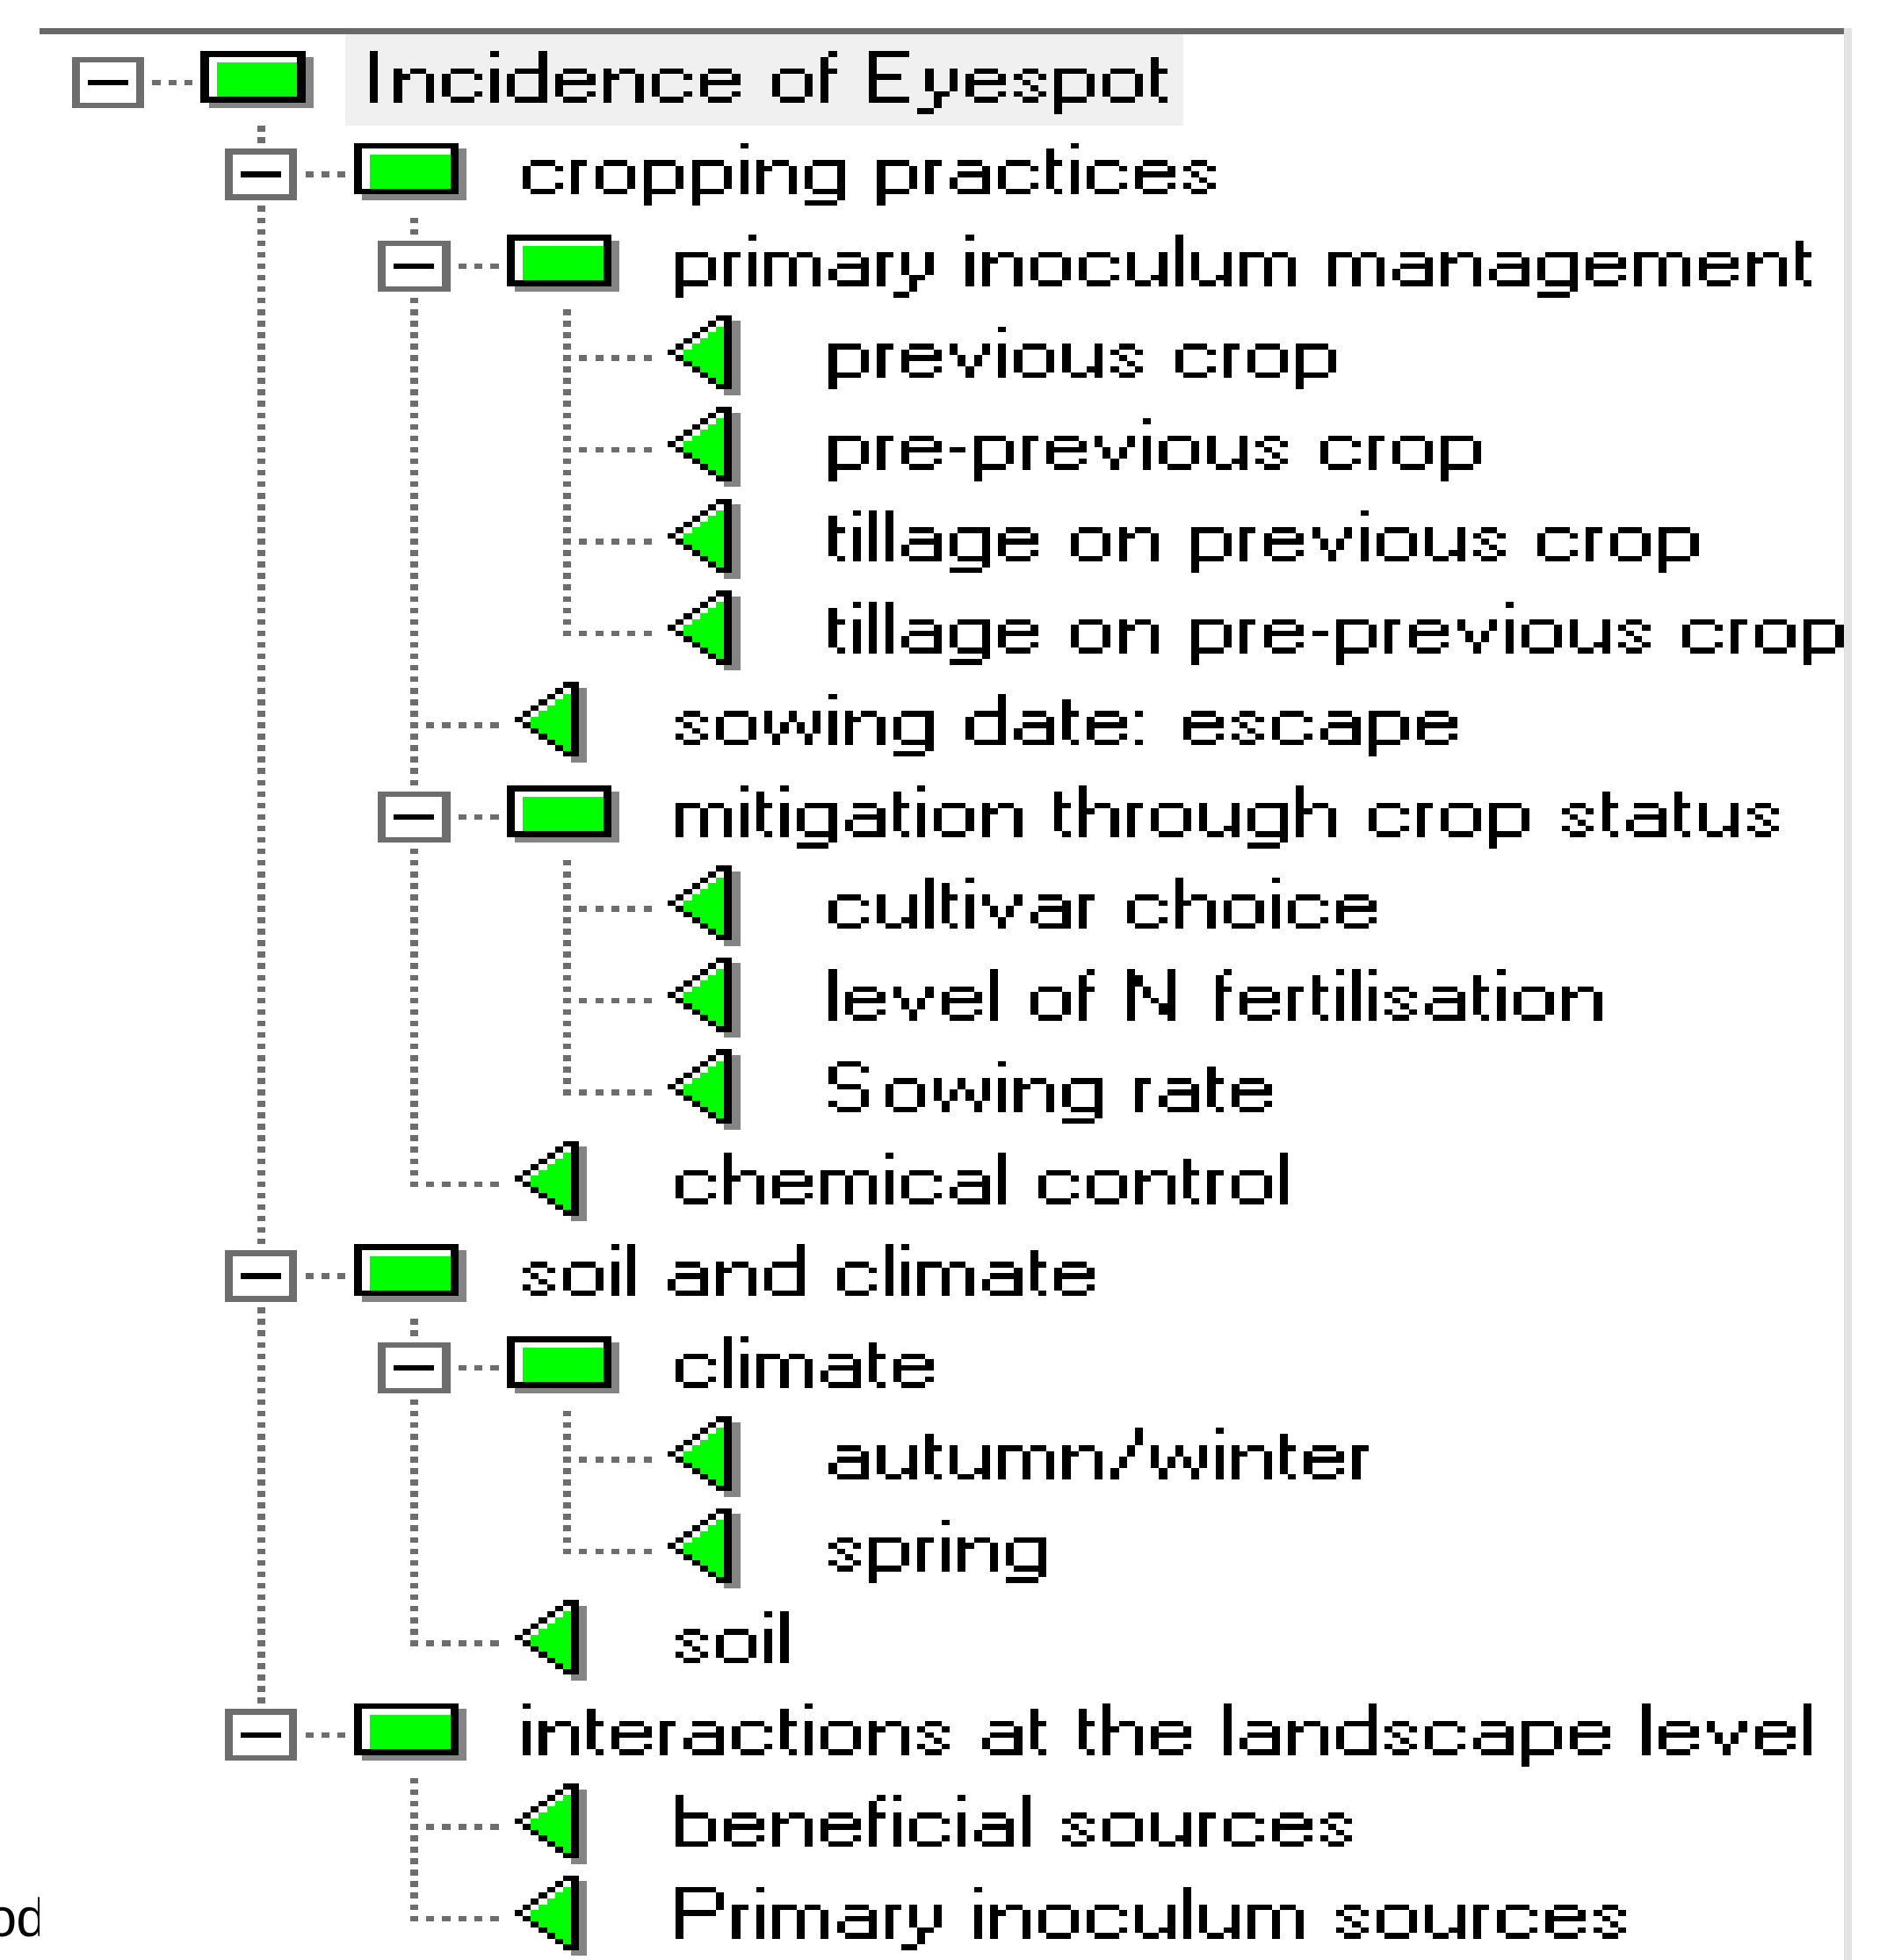 Incidence of Eyespot
cropping practices
primary inoculum management
previous crop
pre-previous crop
tillage on previous crop
tillage on pre-previous crop
sowing date: escape
mitigation through crop status
cultivar choice
level of N fertilisation
Sowing rate
chemical control
soil and climate
climate
autumn/winter
spring
soil
interactions at the landscape level
beneficial sources
Primary inoculum sources